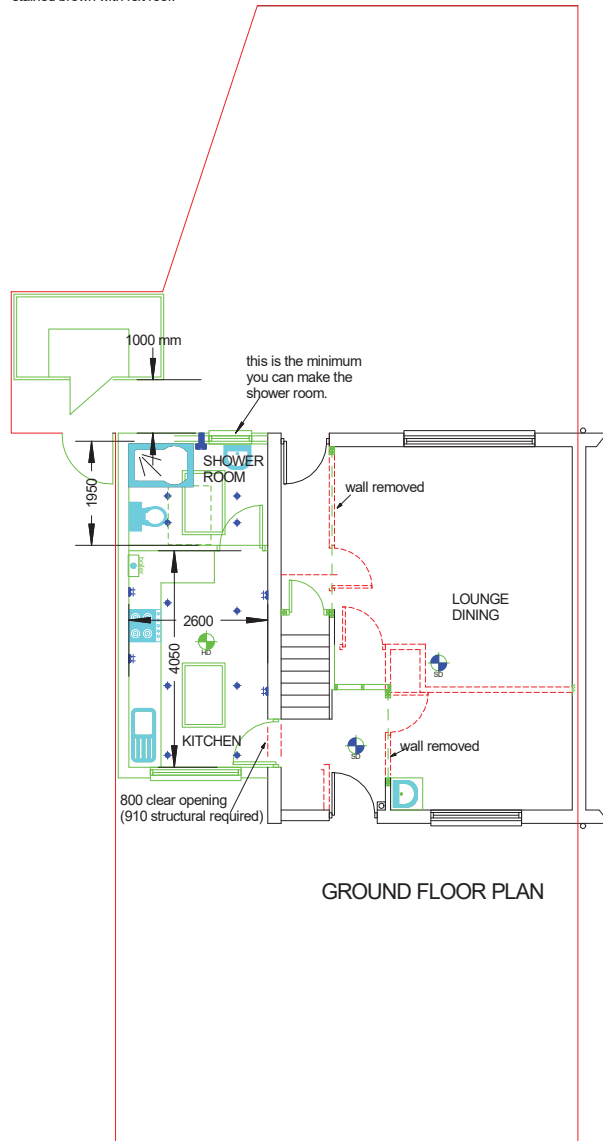 1000 mm
this is the minimum
you can make the
shower room.
SHOWER
ROOM
1950
wall removed
boiler
LOUNGE
DINING
2600
4050
HD
SD
KITCHEN
SD
wall removed
800 clear opening
(910 structural required)
GROUND FLOOR PLAN